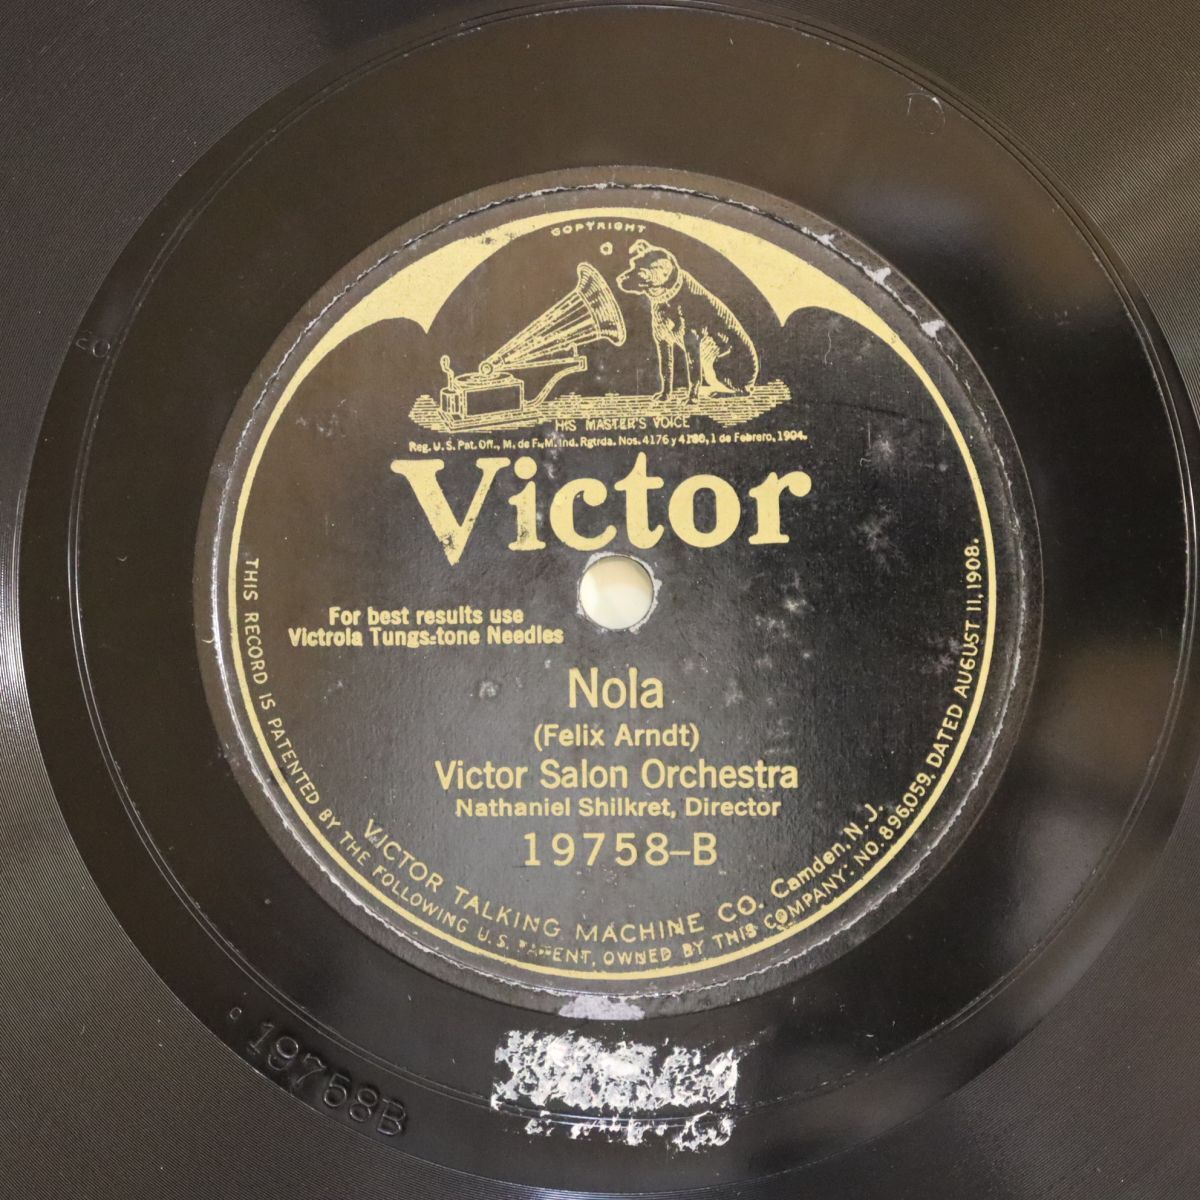 COPYRIGHT
HIS MASTER'S VOICE
Reg. U.S. Pat. Off., M. de F., M. Ind. Rgtrda. Nos. 4176 y 4188, 1 de Febrero, 1904.
Victor
For best results use
Victrola Tungs-tone Needles
Nola
(Felix Arndt)
Victor Salon Orchestra
Nathaniel Shilkret, Director
19758-B
VICTOR TALKING MACHINE CO. Camden, N. J.
THIS RECORD IS PATENTED BY THE FOLLOWING U.S. PATENT, OWNED BY THIS COMPANY: NO. 896,059, DATED AUGUST 11, 1908.
19758B